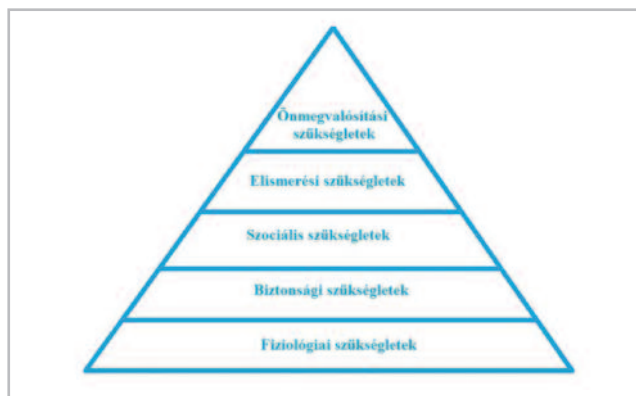 Önmegvalósítási
szükségletek
Elismerési szükségletek
Szociális szükségletek
Biztonsági szükségletek
Fiziológiai szükségletek